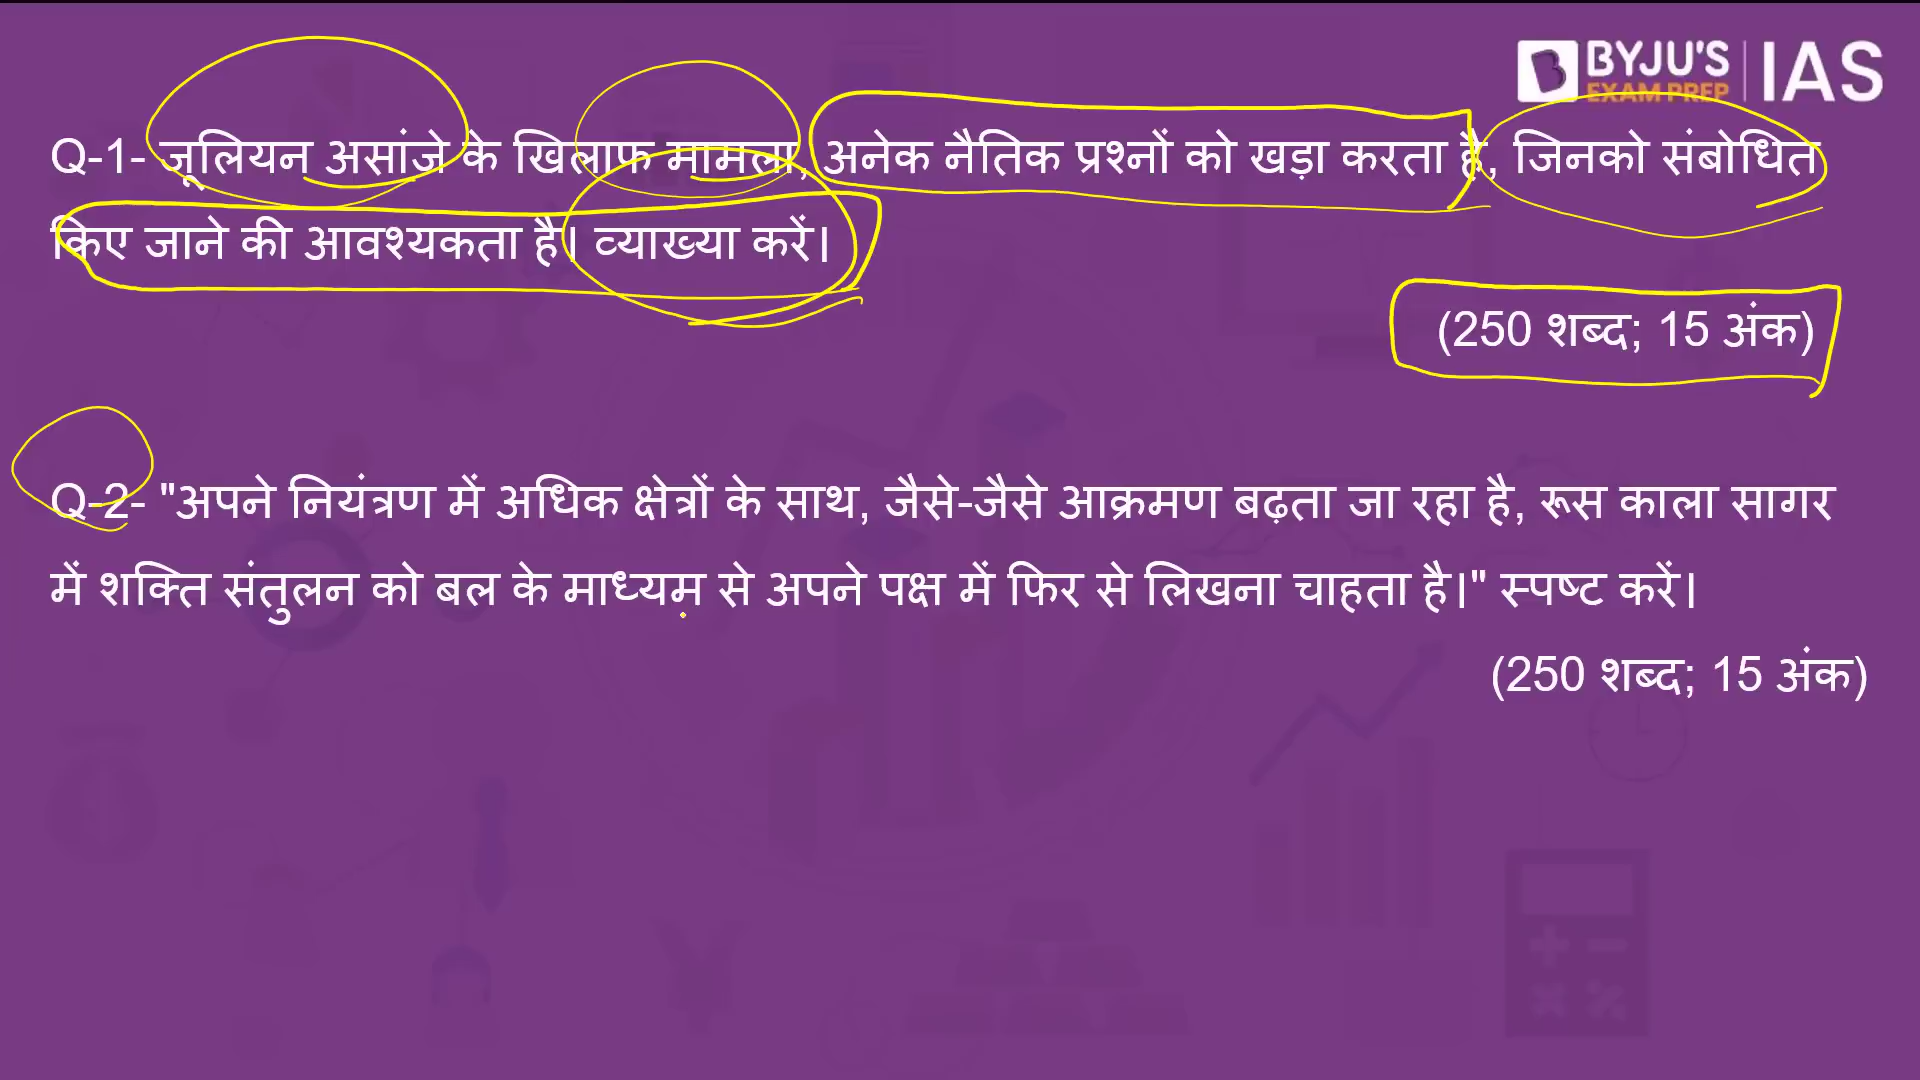 BYJU'S
EXAM PREP
IAS
Q-1- जूलियन असांजे के खिलाफ मामला, अनेक नैतिक प्रश्नों को खड़ा करता है, जिनको संबोधित
किए जाने की आवश्यकता है। व्याख्या करें।
(250 शब्द; 15 अंक)
Q-2- "अपने नियंत्रण में अधिक क्षेत्रों के साथ, जैसे-जैसे आक्रमण बढ़ता जा रहा है, रूस काला सागर
में शक्ति संतुलन को बल के माध्यम से अपने पक्ष में फिर से लिखना चाहता है।" स्पष्ट करें।
(250 शब्द; 15 अंक)